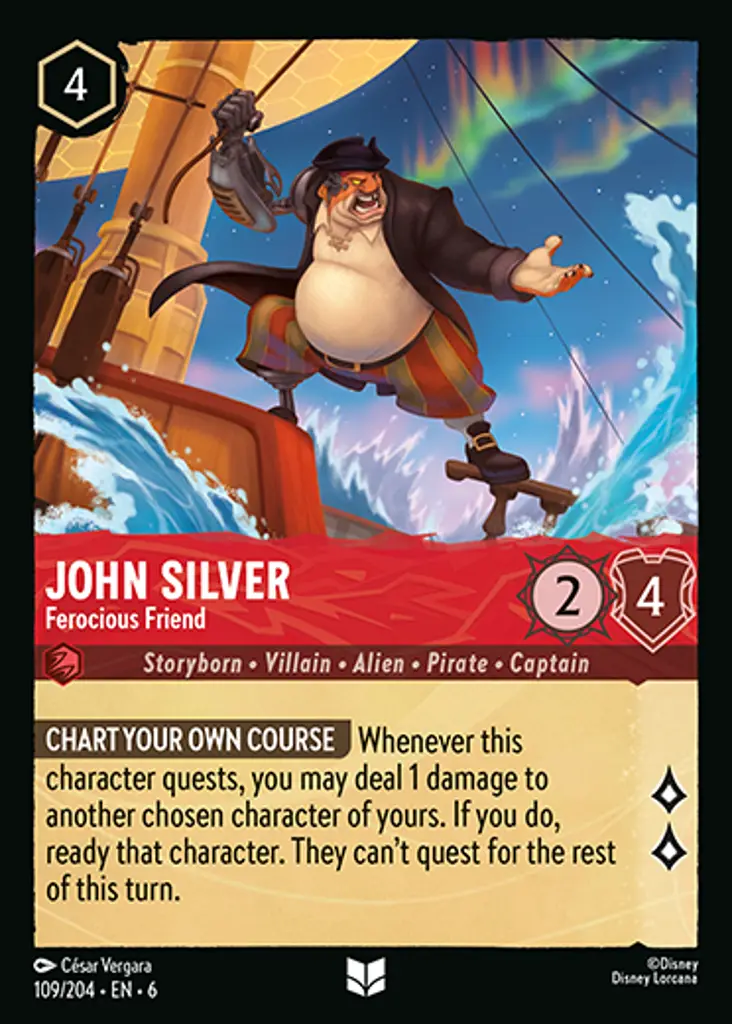 4
JOHN SILVER
Ferocious Friend
2
4
Storyborn • Villain • Alien • Pirate • Captain
CHART YOUR OWN COURSE Whenever this
character quests, you may deal 1 damage to
another chosen character of yours. If you do,
ready that character. They can't quest for the rest
of this turn.
César Vergara
109/204 • EN • 6
©Disney
Disney Lorcana